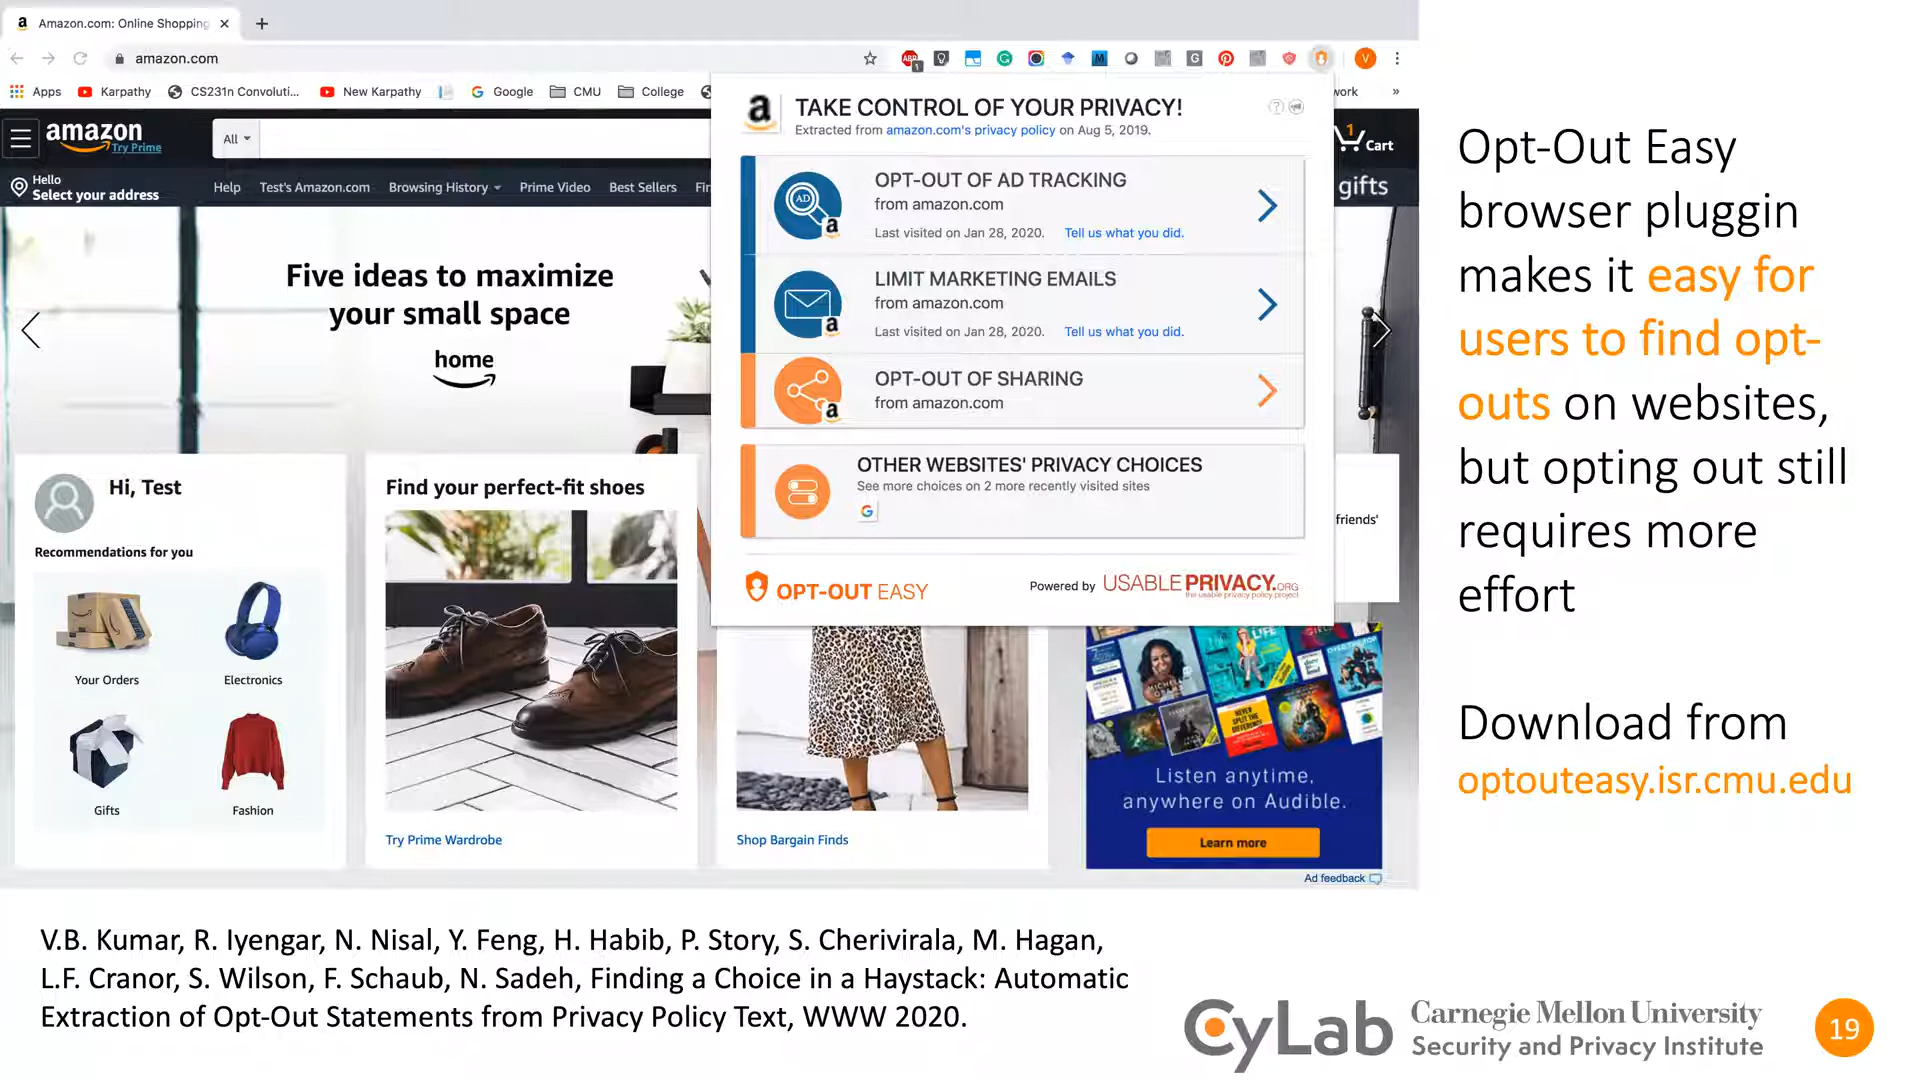 Amazon.com: Online Shopping
amazon.com
Apps
Karpathy
CS231n Convoluti...
New Karpathy
Google
CMU
College
work
»
amazon
Try Prime
All
1
Cart
Hello
Select your address
Help
Test's Amazon.com
Browsing History
Prime Video
Best Sellers
gifts
Five ideas to maximize
your small space
home
TAKE CONTROL OF YOUR PRIVACY!
Extracted from amazon.com's privacy policy on Aug 5, 2019.
OPT-OUT OF AD TRACKING
from amazon.com
Last visited on Jan 28, 2020. Tell us what you did.
LIMIT MARKETING EMAILS
from amazon.com
Last visited on Jan 28, 2020. Tell us what you did.
OPT-OUT OF SHARING
from amazon.com
OTHER WEBSITES' PRIVACY CHOICES
See more choices on 2 more recently visited sites
OPT-OUT EASY
Powered by USABLE PRIVACY.ORG
the usable privacy policy project
Hi, Test
Recommendations for you
Your Orders
Electronics
Gifts
Fashion
Find your perfect-fit shoes
Try Prime Wardrobe
Shop Bargain Finds
friends'
Listen anytime,
anywhere on Audible.
Learn more
Ad feedback
Opt-Out Easy
browser pluggin
makes it easy for
users to find opt-
outs on websites,
but opting out still
requires more
effort
Download from
optouteasy.isr.cmu.edu
V.B. Kumar, R. Iyengar, N. Nisal, Y. Feng, H. Habib, P. Story, S. Cherivirala, M. Hagan,
L.F. Cranor, S. Wilson, F. Schaub, N. Sadeh, Finding a Choice in a Haystack: Automatic
Extraction of Opt-Out Statements from Privacy Policy Text, WWW 2020.
CyLab
Carnegie Mellon University
Security and Privacy Institute
19